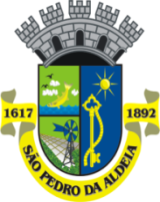 1617 1892
SÃO PEDRO DA ALDEIA